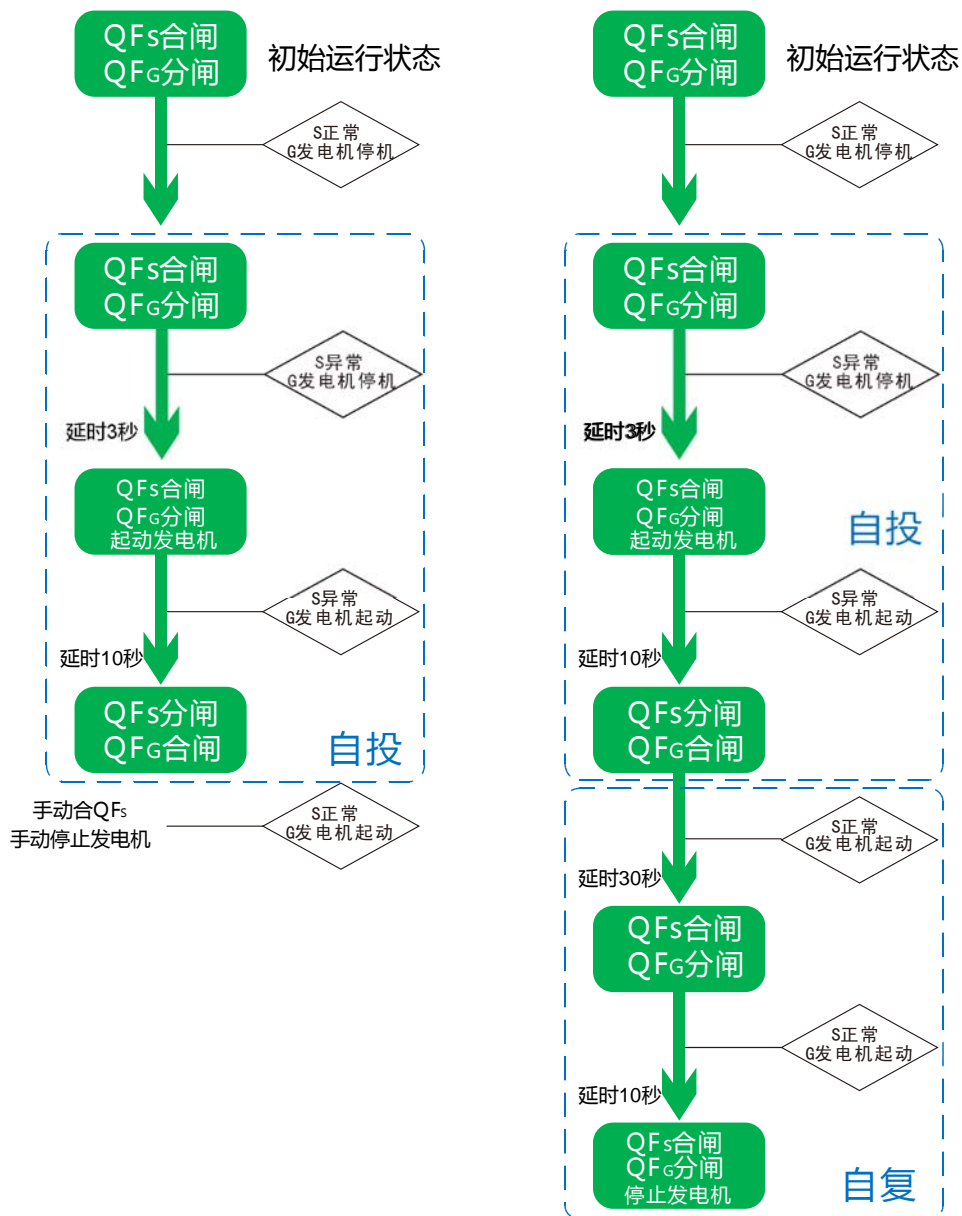 QFs合闸
QFG分闸
初始运行状态
S正常
G发电机停机
QFs合闸
QFG分闸
S异常
G发电机停机
延时3秒
QFs合闸
QFG分闸
起动发电机
S异常
G发电机起动
延时10秒
QFs分闸
QFG合闸
自投
手动合QFs
手动停止发电机
S正常
G发电机起动
QFs合闸
QFG分闸
初始运行状态
S正常
G发电机停机
QFs合闸
QFG分闸
S异常
G发电机停机
延时3秒
QFs合闸
QFG分闸
起动发电机
自投
S异常
G发电机起动
延时10秒
QFs分闸
QFG合闸
S正常
G发电机起动
延时30秒
QFs合闸
QFG分闸
S正常
G发电机起动
延时10秒
QFs合闸
QFG分闸
停止发电机
自复